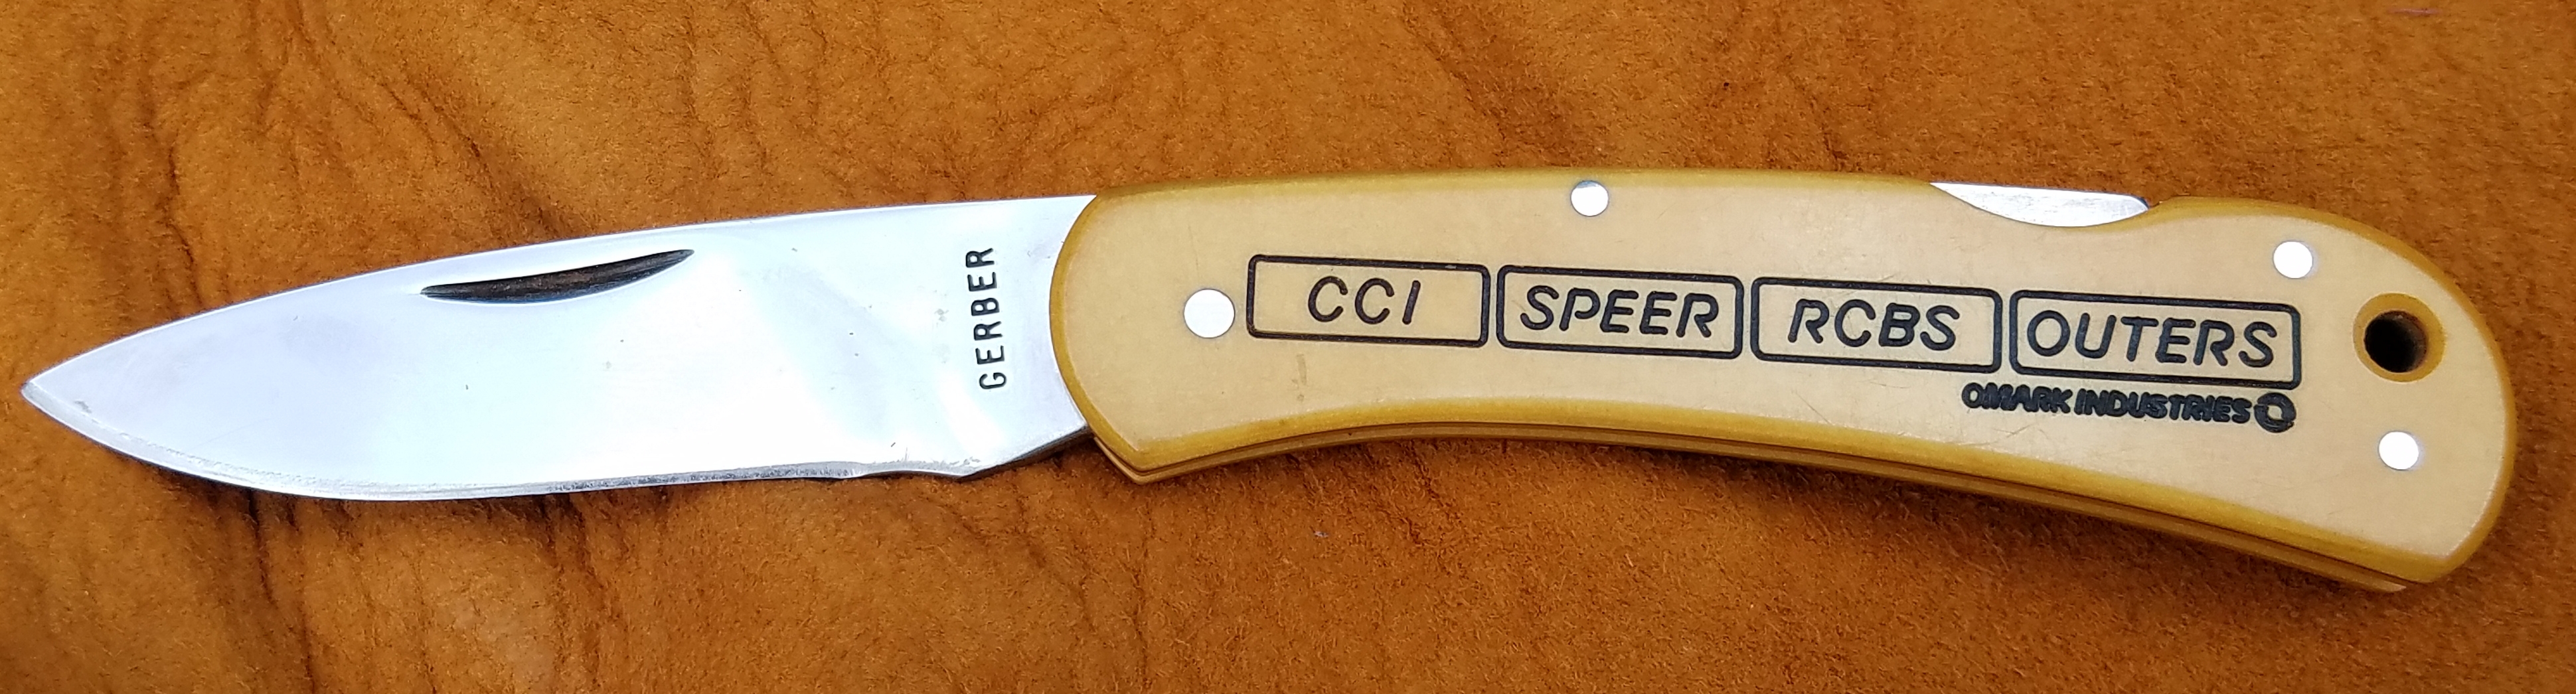 GERBER
CCI SPEER RCBS OUTERS
OMARK INDUSTRIES